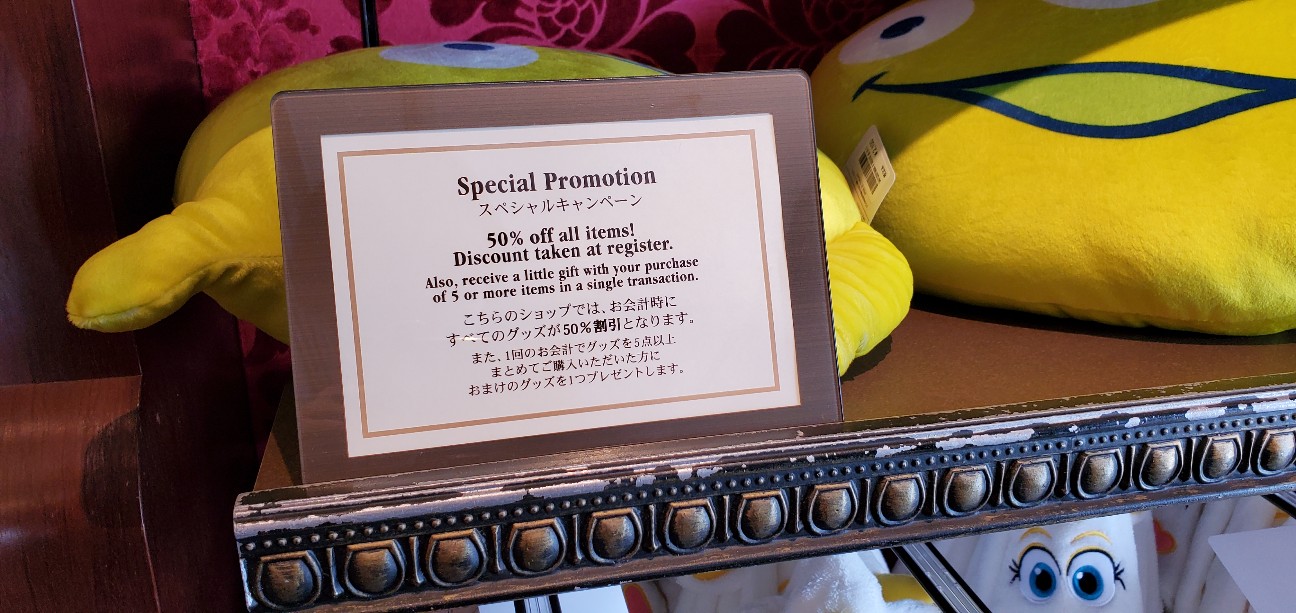 Special Promotion
スペシャルキャンペーン
50% off all items!
Discount taken at register.
Also, receive a little gift with your purchase
of 5 or more items in a single transaction.
こちらのショップでは、お会計時に
すべてのグッズが50%割引となります。
また、1回のお会計でグッズを5点以上
まとめてご購入いただいた方に
おまけのグッズを1つプレゼントします。